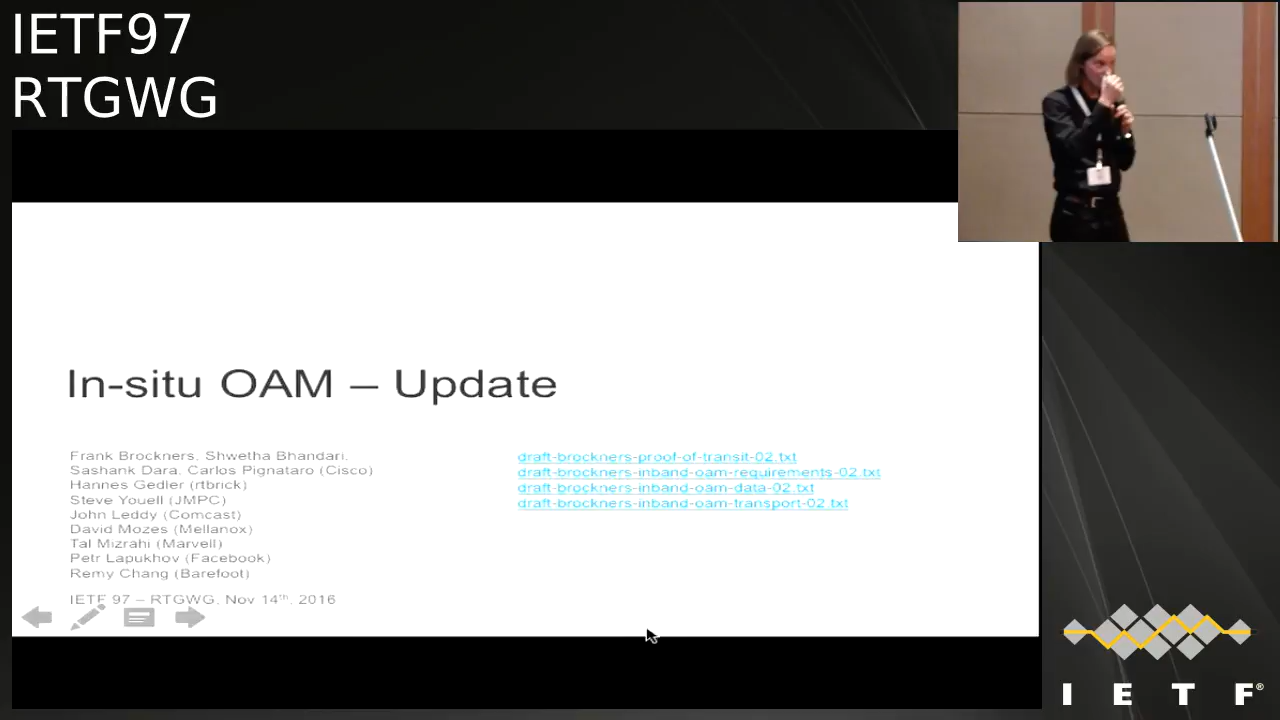 IETF97
RTGWG
In-situ OAM – Update
Frank Brockners, Shwetha Bhandari,
Sashank Dara, Carlos Pignataro (Cisco)
Hannes Gedler (rtbrick)
Steve Youell (JMPC)
John Leddy (Comcast)
David Mozes (Mellanox)
Tal Mizrahi (Marvell)
Petr Lapukhov (Facebook)
Remy Chang (Barefoot)
IETF 97 – RTGWG, Nov 14th, 2016
draft-brockners-proof-of-transit-02.txt
draft-brockners-inband-oam-requirements-02.txt
draft-brockners-inband-oam-data-02.txt
draft-brockners-inband-oam-transport-02.txt
I E T F®